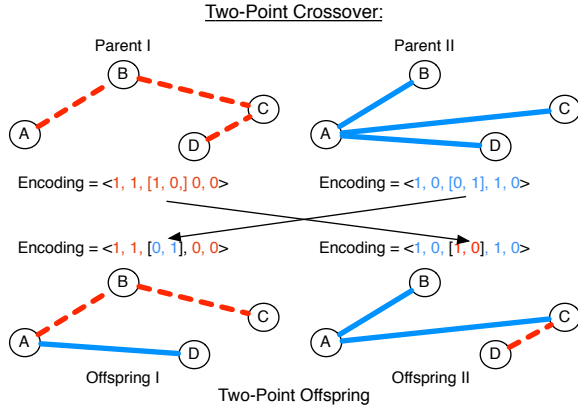 Two-Point Crossover:
Parent I
Parent II
B
B
A
C
D
A
C
D
Encoding = <1, 1, [1, 0,] 0, 0>
Encoding = <1, 0, [0, 1], 1, 0>
Encoding = <1, 1, [0, 1], 0, 0>
Encoding = <1, 0, [1, 0], 1, 0>
B
B
C
C
A
D
A
D
Offspring I
Offspring II
Two-Point Offspring